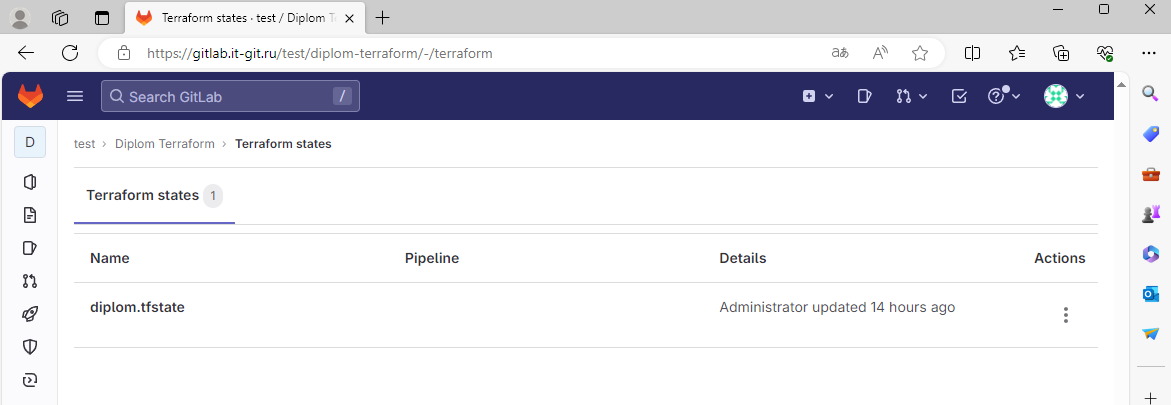 Terraform states · test / Diplom T
https://gitlab.it-git.ru/test/diplom-terraform/-/terraform
Search GitLab /
D
test › Diplom Terraform › Terraform states
Terraform states 1
Name Pipeline Details Actions
diplom.tfstate Administrator updated 14 hours ago